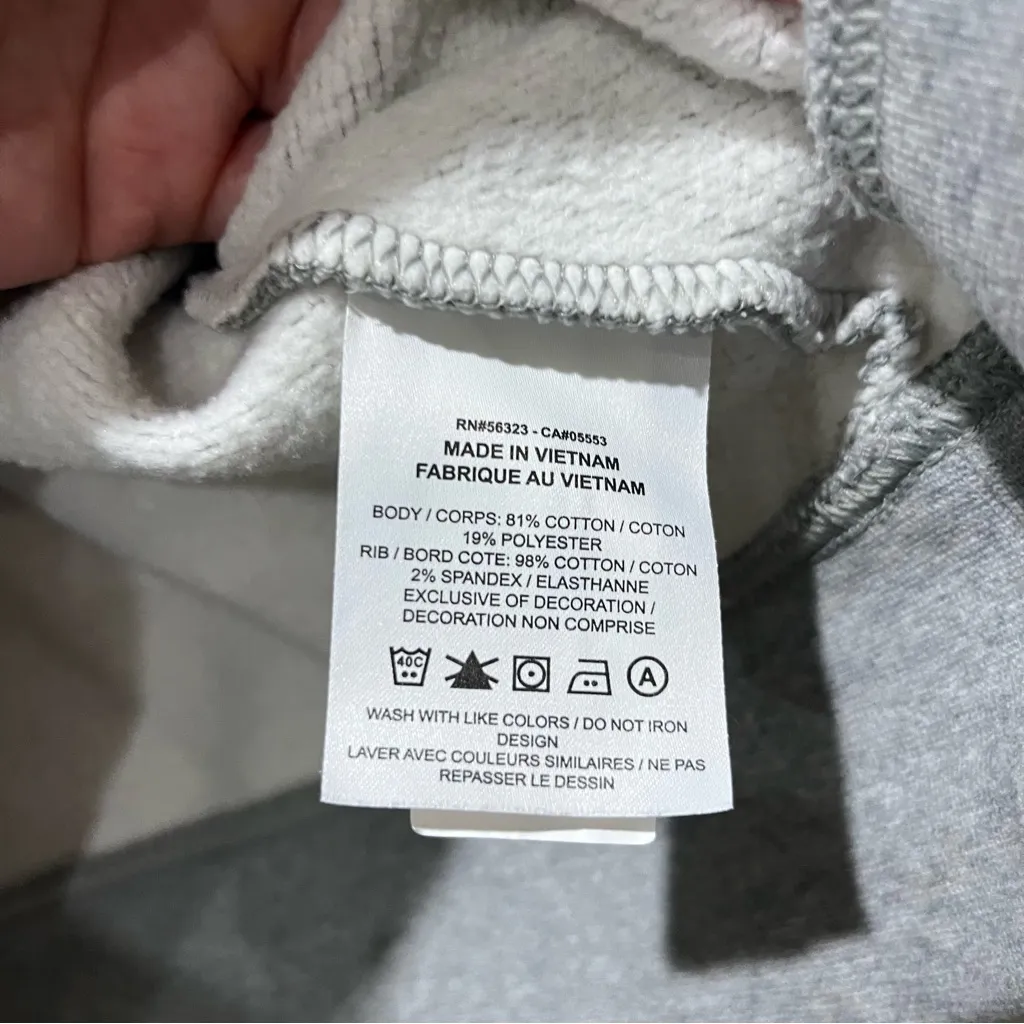 RN#56323 - CA#05553
MADE IN VIETNAM
FABRIQUE AU VIETNAM
BODY / CORPS: 81% COTTON / COTON
19% POLYESTER
RIB / BORD COTE: 98% COTTON / COTON
2% SPANDEX / ELASTHANNE
EXCLUSIVE OF DECORATION /
DECORATION NON COMPRISE
40C A
WASH WITH LIKE COLORS / DO NOT IRON
DESIGN
LAVER AVEC COULEURS SIMILAIRES / NE PAS
REPASSER LE DESSIN